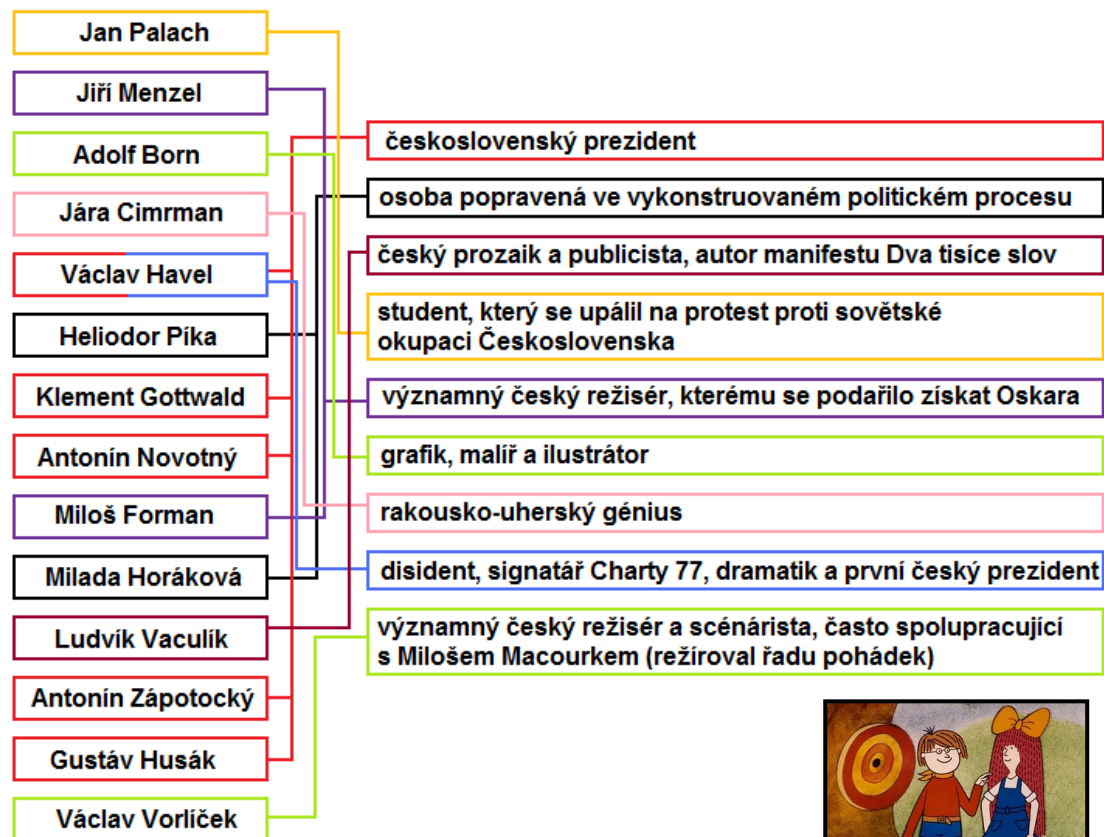 Jan Palach
Jiří Menzel
Adolf Born
Jára Cimrman
Václav Havel
Heliodor Píka
Klement Gottwald
Antonín Novotný
Miloš Forman
Milada Horáková
Ludvík Vaculík
Antonín Zápotocký
Gustáv Husák
Václav Vorlíček
československý prezident
osoba popravená ve vykonstruovaném politickém procesu
český prozaik a publicista, autor manifestu Dva tisíce slov
student, který se upálil na protest proti sovětské
okupaci Československa
významný český režisér, kterému se podařilo získat Oskara
grafik, malíř a ilustrátor
rakousko-uherský génius
disident, signatář Charty 77, dramatik a první český prezident
významný český režisér a scénárista, často spolupracující
s Milošem Macourkem (režíroval řadu pohádek)